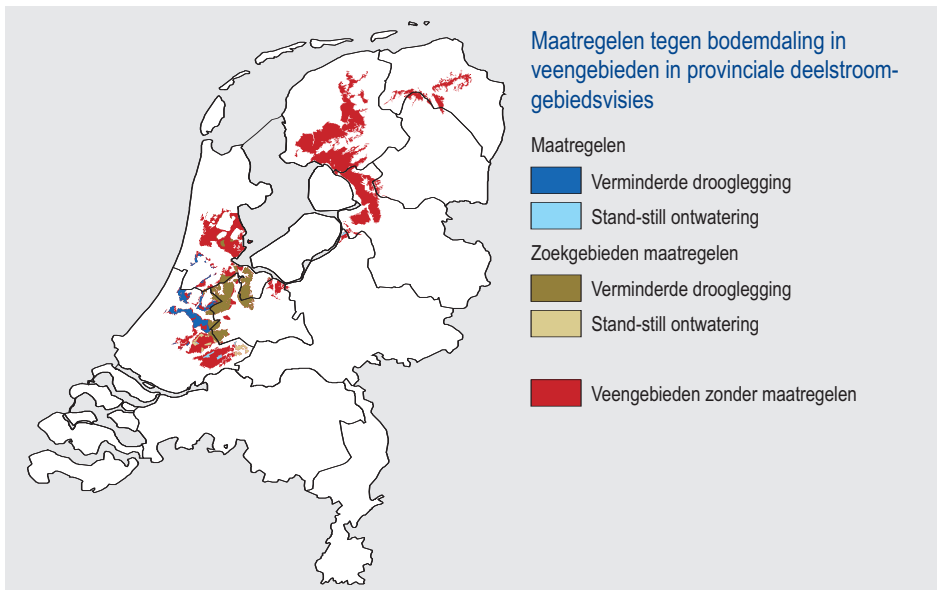 Maatregelen tegen bodemdaling in
veengebieden in provinciale deelstroom-
gebiedsvisies
Maatregelen
Verminderde drooglegging
Stand-still ontwatering
Zoekgebieden maatregelen
Verminderde drooglegging
Stand-still ontwatering
Veengebieden zonder maatregelen